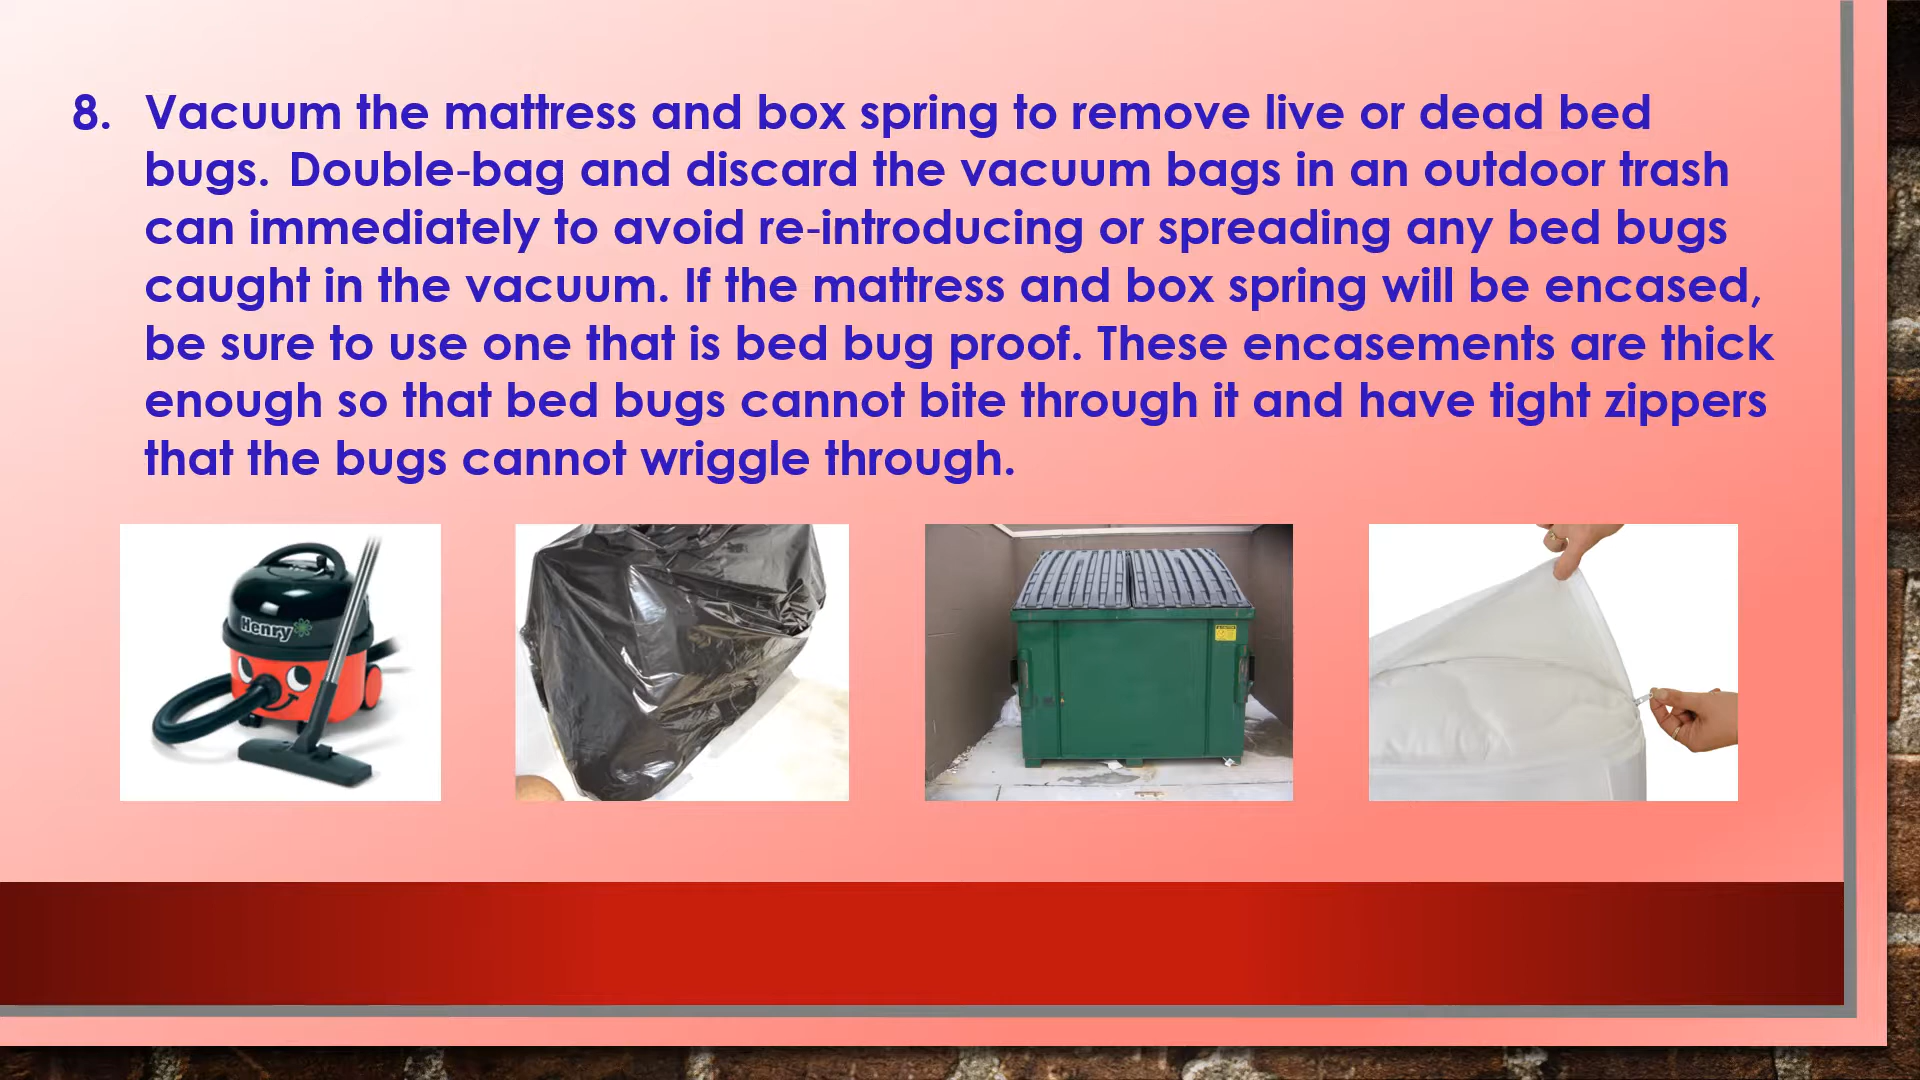 8. Vacuum the mattress and box spring to remove live or dead bed
bugs. Double-bag and discard the vacuum bags in an outdoor trash
can immediately to avoid re-introducing or spreading any bed bugs
caught in the vacuum. If the mattress and box spring will be encased,
be sure to use one that is bed bug proof. These encasements are thick
enough so that bed bugs cannot bite through it and have tight zippers
that the bugs cannot wriggle through.
Henry